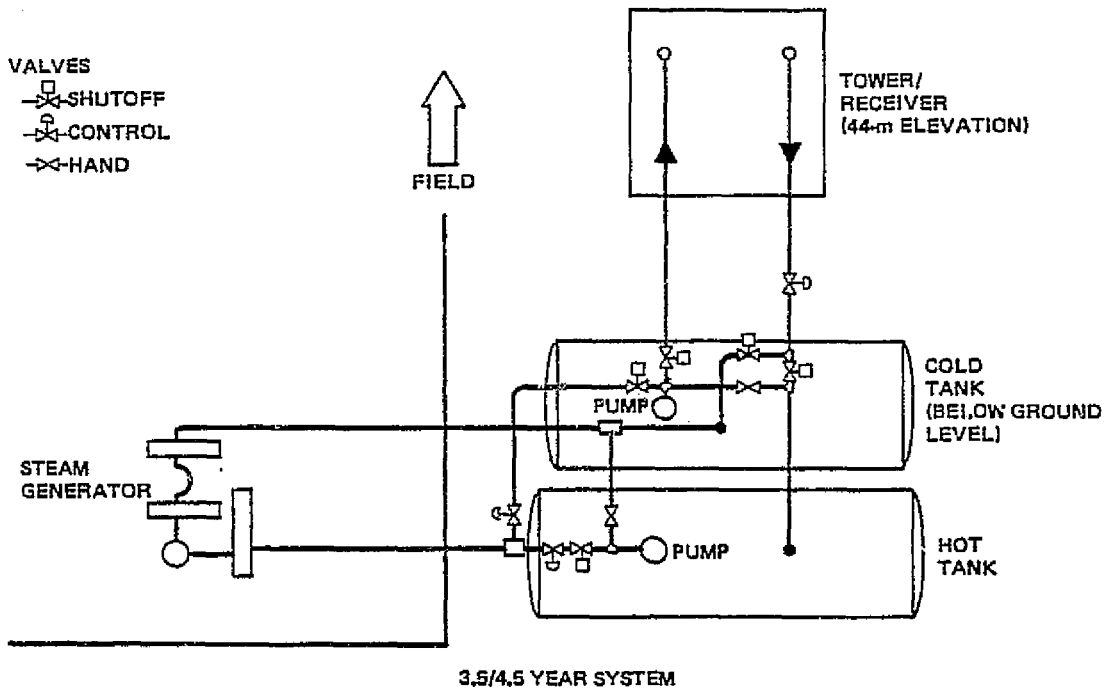 VALVES
SHUTOFF
CONTROL
HAND
FIELD
TOWER/
RECEIVER
(44-m ELEVATION)
COLD
TANK
(BELOW GROUND
LEVEL)
PUMP
STEAM
GENERATOR
PUMP
HOT
TANK
3.5/4.5 YEAR SYSTEM